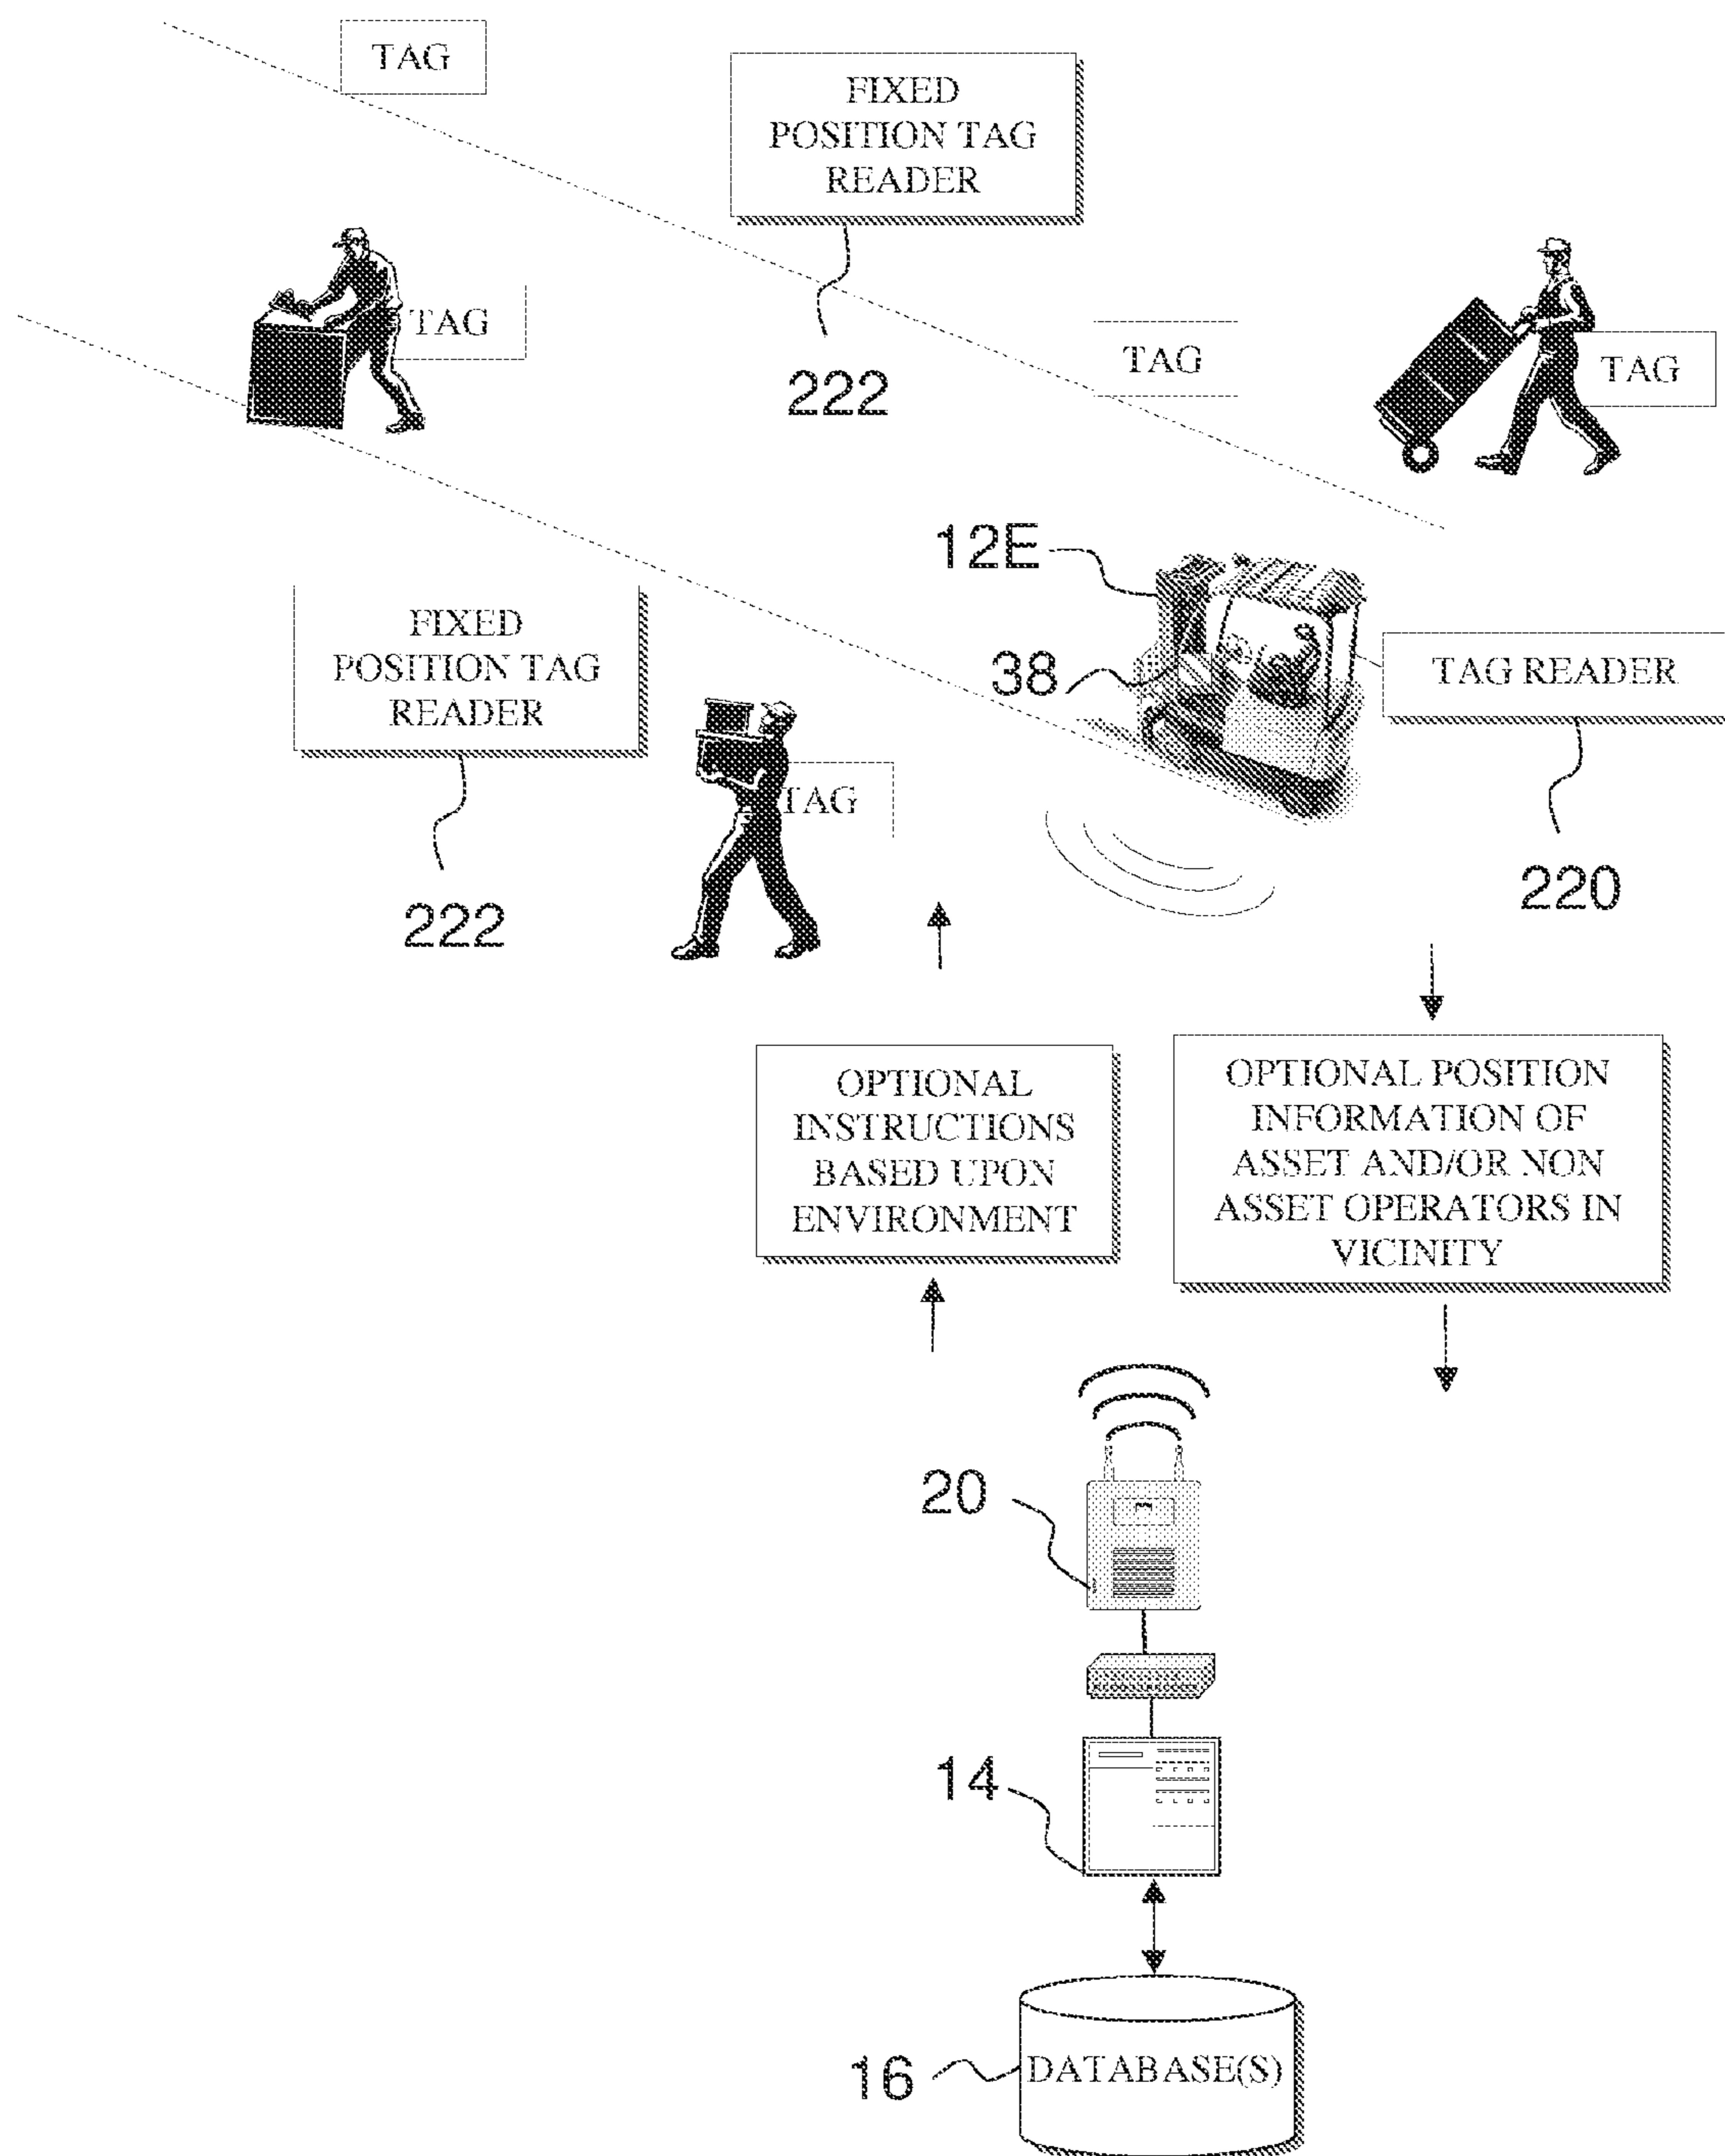 TAG
FIXED
POSITION TAG
READER
222
TAG
TAG
TAG
12E
38
TAG READER
220
FIXED
POSITION TAG
READER
222
TAG
OPTIONAL
INSTRUCTIONS
BASED UPON
ENVIRONMENT
OPTIONAL POSITION
INFORMATION OF
ASSET AND/OR NON
ASSET OPERATORS IN
VICINITY
20
14
16
DATABASE(S)